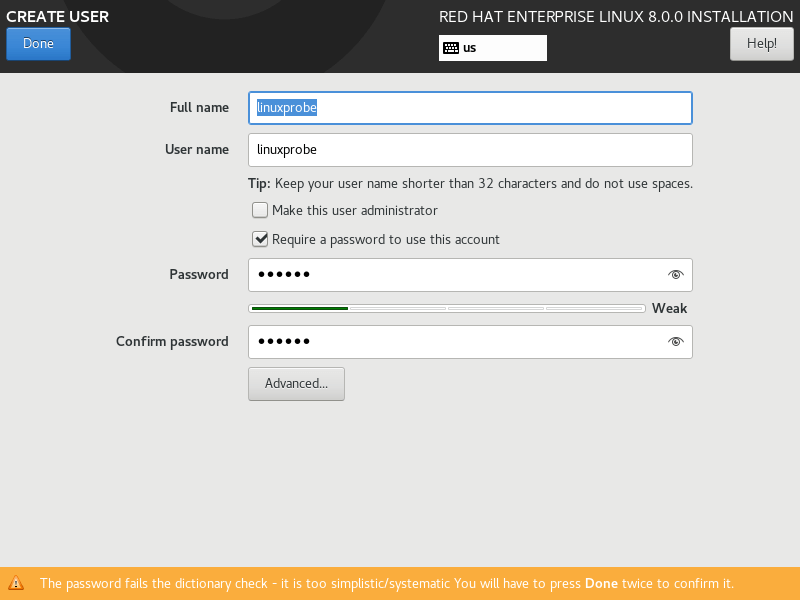 CREATE USER
RED HAT ENTERPRISE LINUX 8.0.0 INSTALLATION
Done
us
Help!
Full name
linuxprobe
User name
linuxprobe
Tip: Keep your user name shorter than 32 characters and do not use spaces.
Make this user administrator
Require a password to use this account
Password
●●●●●●
Weak
Confirm password
●●●●●●
Advanced...
The password fails the dictionary check - it is too simplistic/systematic You will have to press Done twice to confirm it.